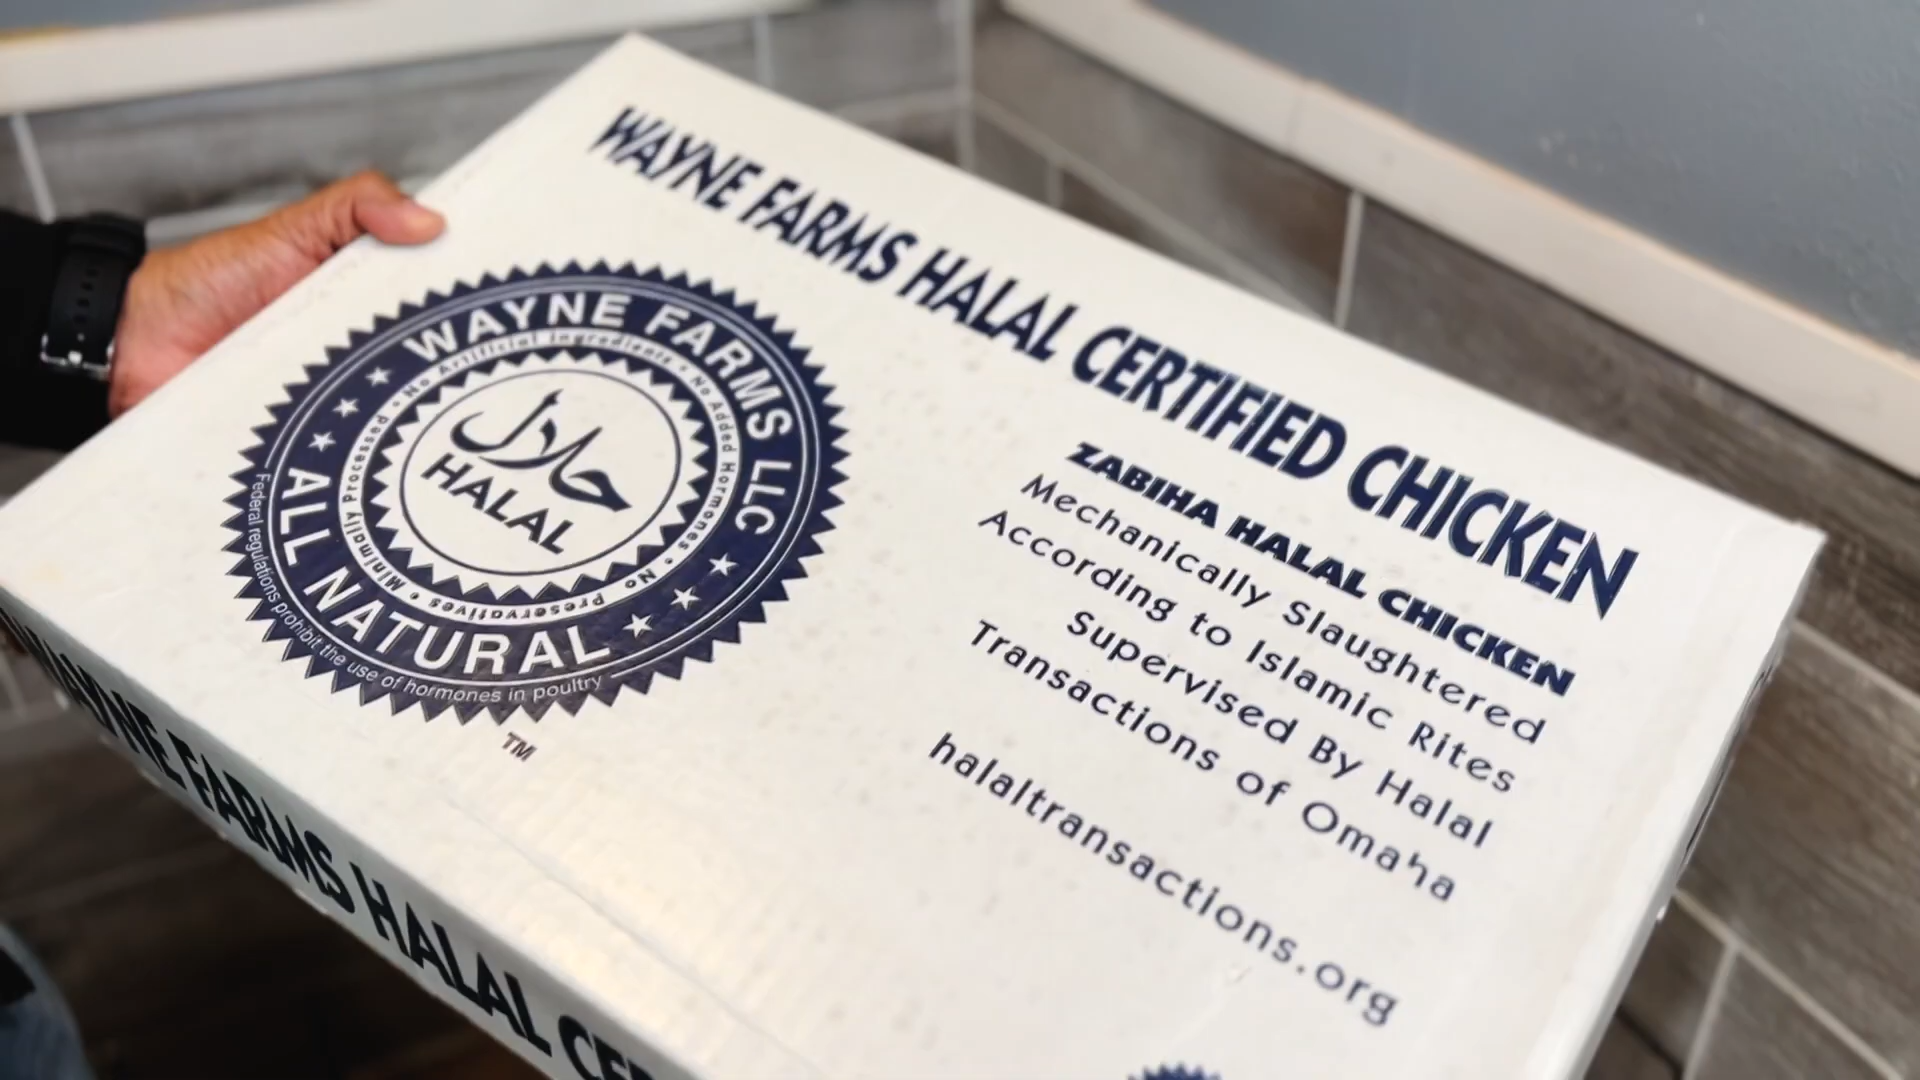 WAYNE FARMS HALAL CERTIFIED CHICKEN
WAYNE FARMS LLC
No Artificial Ingredients • No Added Hormones • No Preservatives • Minimally Processed •
حلال
HALAL
ALL NATURAL
Federal regulations prohibit the use of hormones in poultry
TM
ZABIHA HALAL CHICKEN
Mechanically Slaughtered
According to Islamic Rites
Supervised By Halal
Transactions of Omaha
halaltransactions.org
WAYNE FARMS HALAL